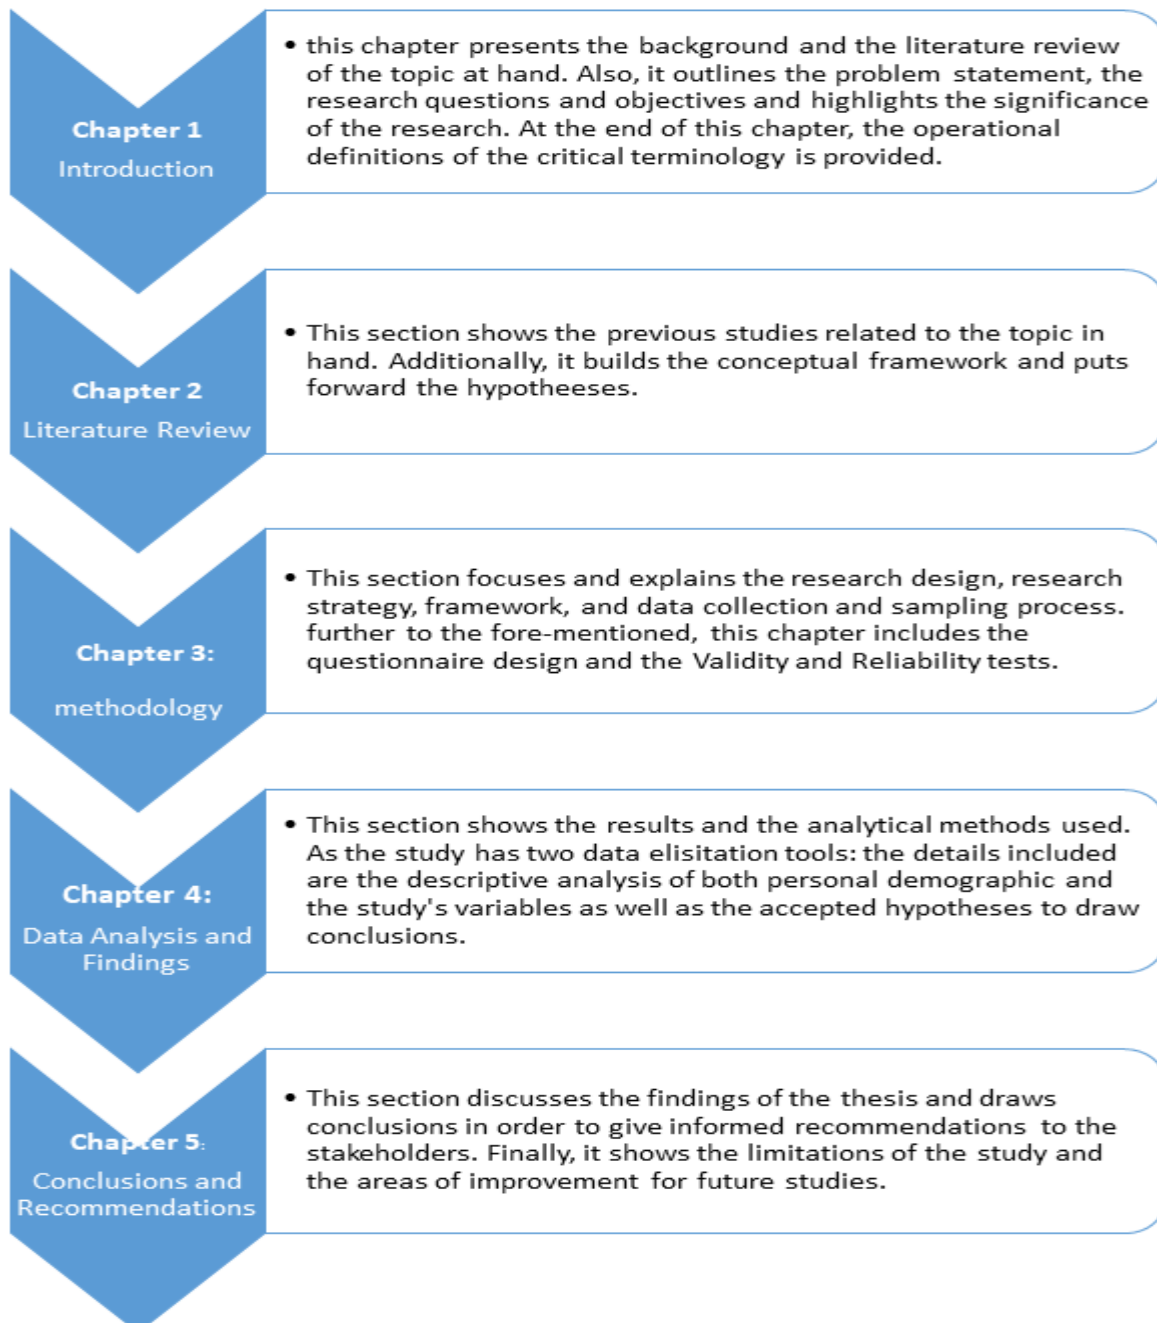 Chapter 1
Introduction
• this chapter presents the background and the literature review
of the topic at hand. Also, it outlines the problem statement, the
research questions and objectives and highlights the significance
of the research. At the end of this chapter, the operational
definitions of the critical terminology is provided.
Chapter 2
Literature Review
• This section shows the previous studies related to the topic in
hand. Additionally, it builds the conceptual framework and puts
forward the hypotheeses.
Chapter 3:
methodology
• This section focuses and explains the research design, research
strategy, framework, and data collection and sampling process.
further to the fore-mentioned, this chapter includes the
questionnaire design and the Validity and Reliability tests.
Chapter 4:
Data Analysis and
Findings
• This section shows the results and the analytical methods used.
As the study has two data elisitation tools: the details included
are the descriptive analysis of both personal demographic and
the study's variables as well as the accepted hypotheses to draw
conclusions.
Chapter 5:
Conclusions and
Recommendations
• This section discusses the findings of the thesis and draws
conclusions in order to give informed recommendations to the
stakeholders. Finally, it shows the limitations of the study and
the areas of improvement for future studies.